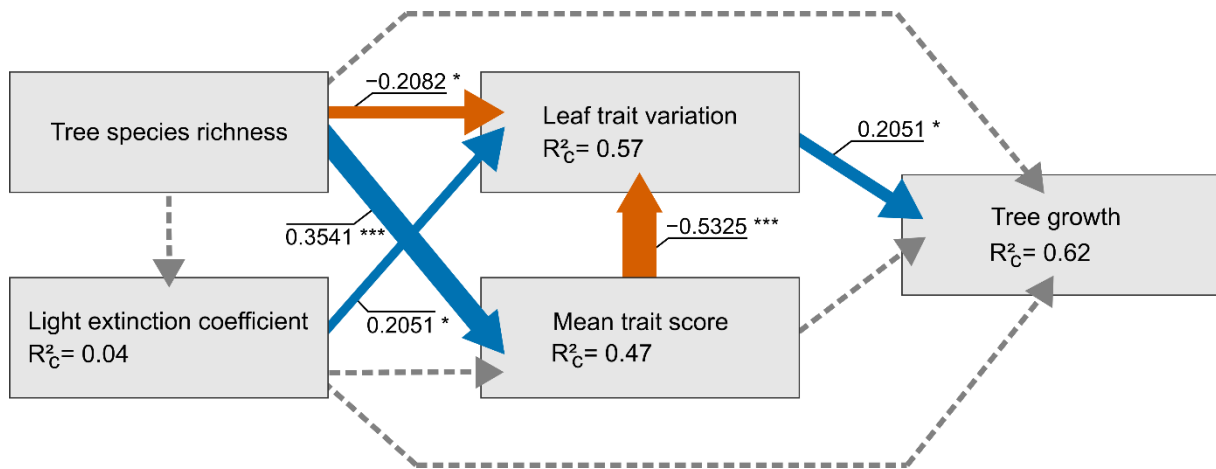 −0.2082 *
Tree species richness
Leaf trait variation
R²c = 0.57
0.2051 *
Tree growth
R²c = 0.62
0.3541 ***
−0.5325 ***
Light extinction coefficient
R²c = 0.04
0.2051 *
Mean trait score
R²c = 0.47